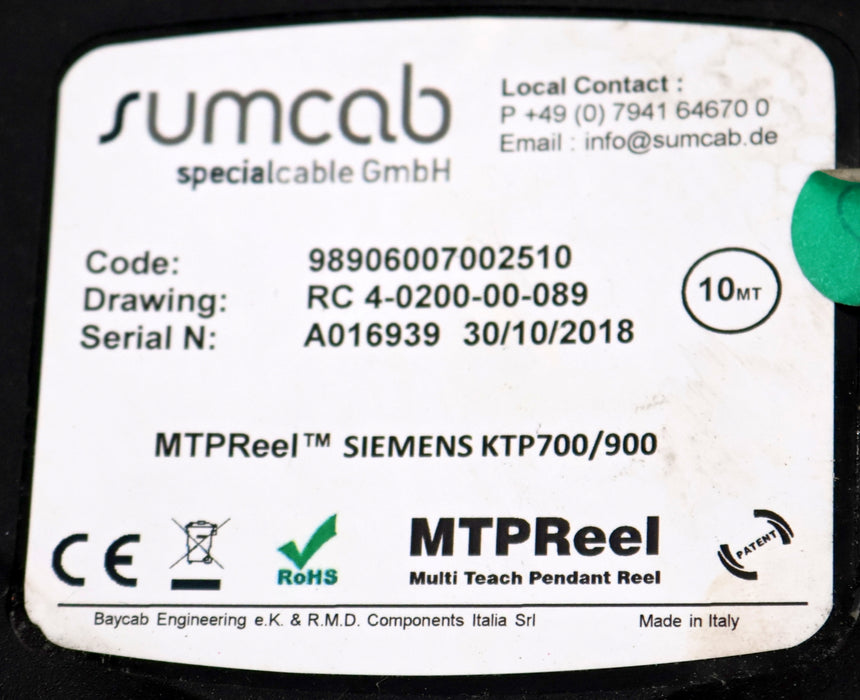 sumcab
specialcable GmbH
Local Contact :
P +49 (0) 7941 64670 0
Email : info@sumcab.de
Code: 98906007002510
Drawing: RC 4-0200-00-089
Serial N: A016939 30/10/2018
10MT
MTPReel™ SIEMENS KTP700/900
CE
RoHS
MTPReel
Multi Teach Pendant Reel
PATENT
Baycab Engineering e.K. & R.M.D. Components Italia Srl
Made in Italy